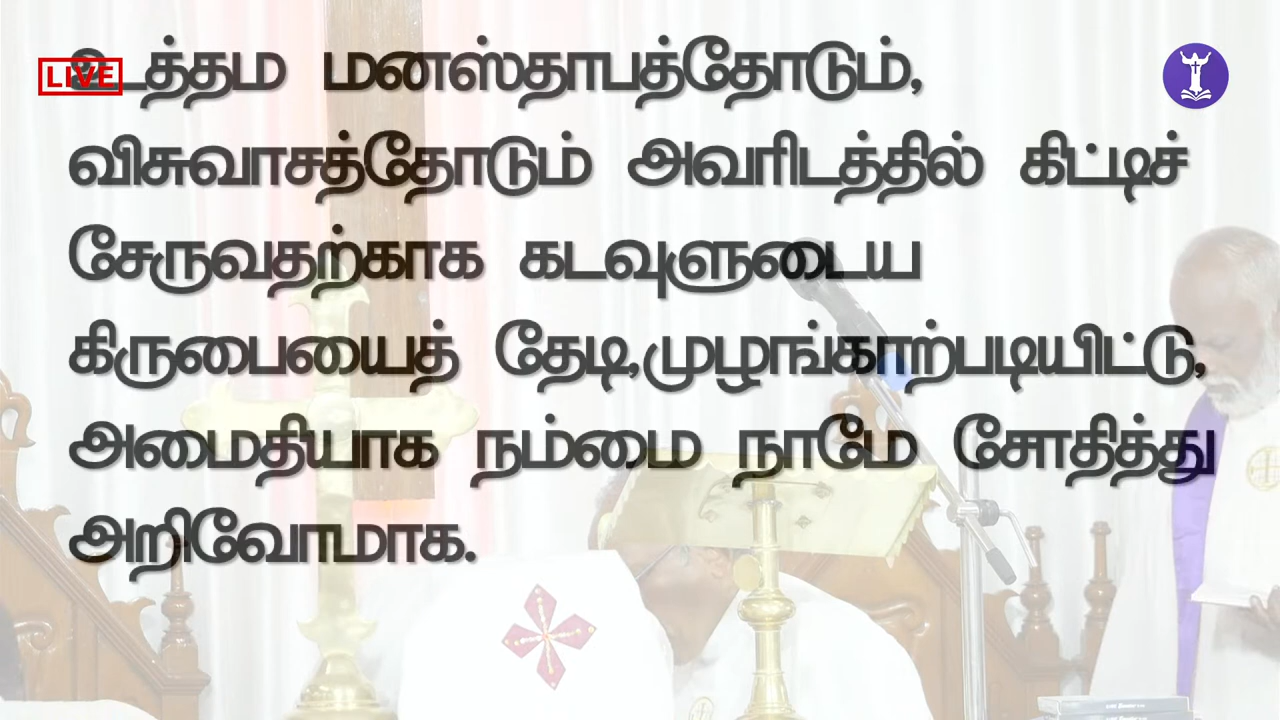 LIVE
உத்தம மனஸ்தாபத்தோடும்,
விசுவாசத்தோடும் அவரிடத்தில் கிட்டிச்
சேருவதற்காக கடவுளுடைய
கிருபையைத் தேடி,முழங்காற்படியிட்டு,
அமைதியாக நம்மை நாமே சோதித்து
அறிவோமாக.